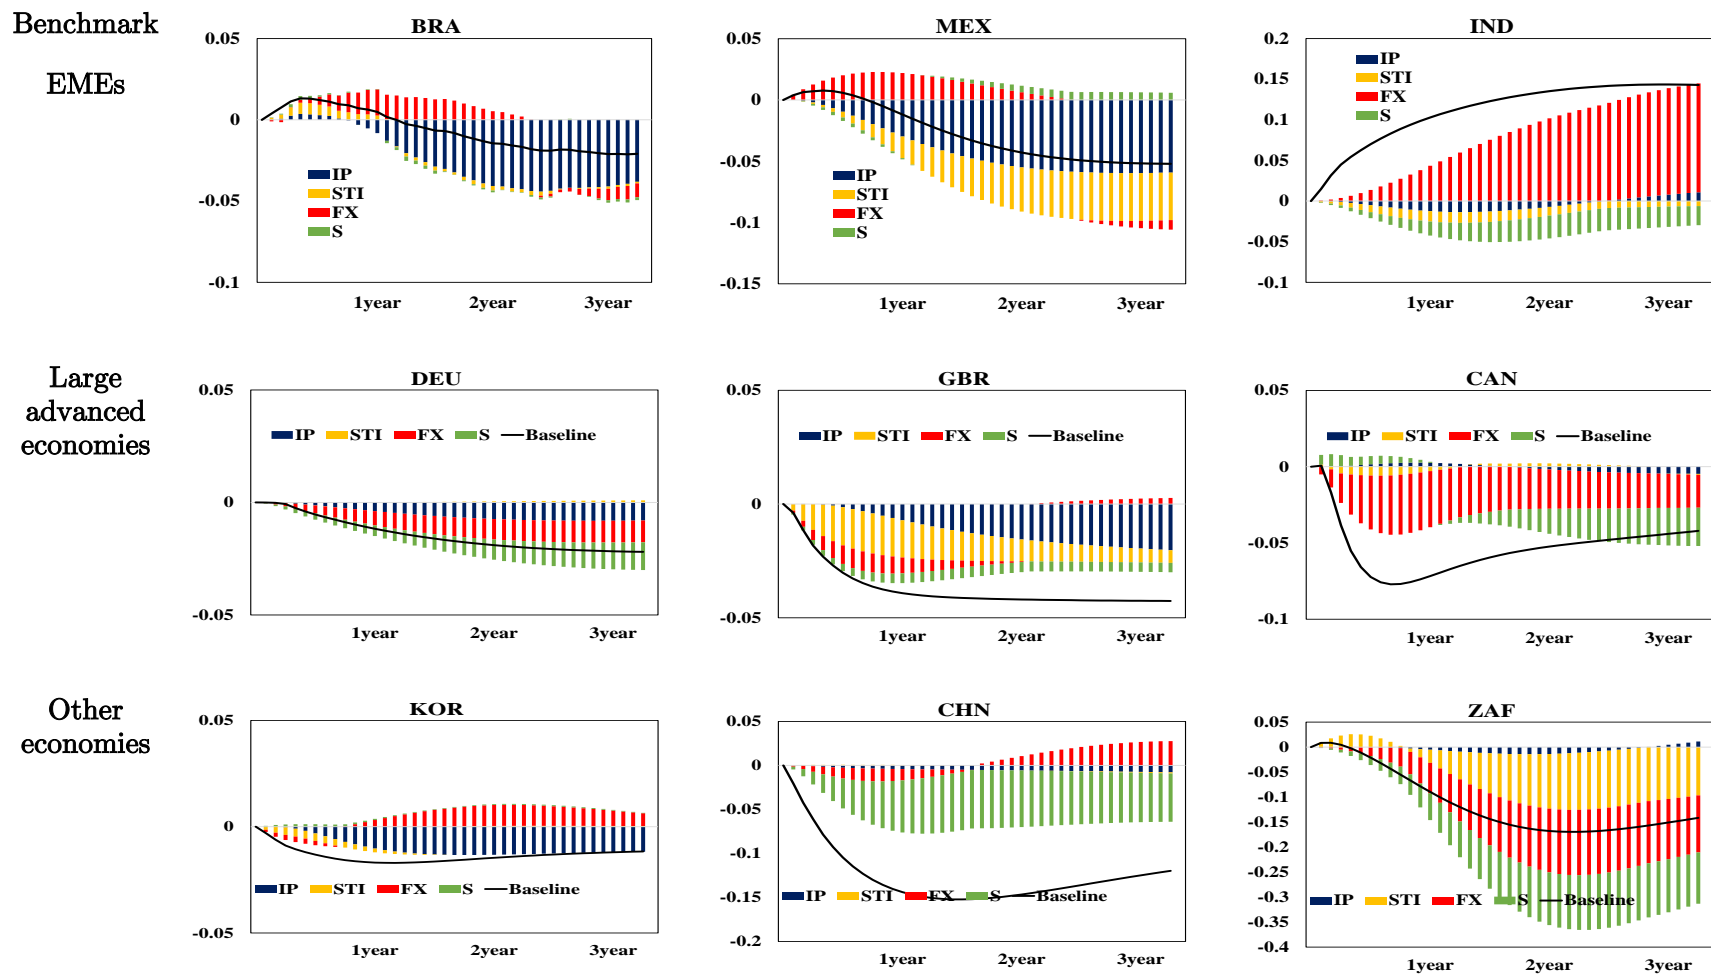 Benchmark
EMEs
BRA
0.05
0
-0.05
-0.1
IP
STI
FX
S
1year 2year 3year
MEX
0.05
0
-0.05
-0.1
-0.15
IP
STI
FX
S
1year 2year 3year
IND
0.2
0.15
0.1
0.05
0
-0.05
-0.1
IP
STI
FX
S
1year 2year 3year
Large
advanced
economies
DEU
0.05
0
-0.05
IP STI FX S Baseline
1year 2year 3year
GBR
0.05
0
-0.05
IP STI FX S Baseline
1year 2year 3year
CAN
0.05
0
-0.05
-0.1
IP STI FX S Baseline
1year 2year 3year
Other
economies
KOR
0.05
0
-0.05
IP STI FX S Baseline
1year 2year 3year
CHN
0.05
0
-0.05
-0.1
-0.15
-0.2
IP STI FX S Baseline
1year 2year 3year
ZAF
0.05
0
-0.05
-0.1
-0.15
-0.2
-0.25
-0.3
-0.35
-0.4
IP STI FX S Baseline
1year 2year 3year